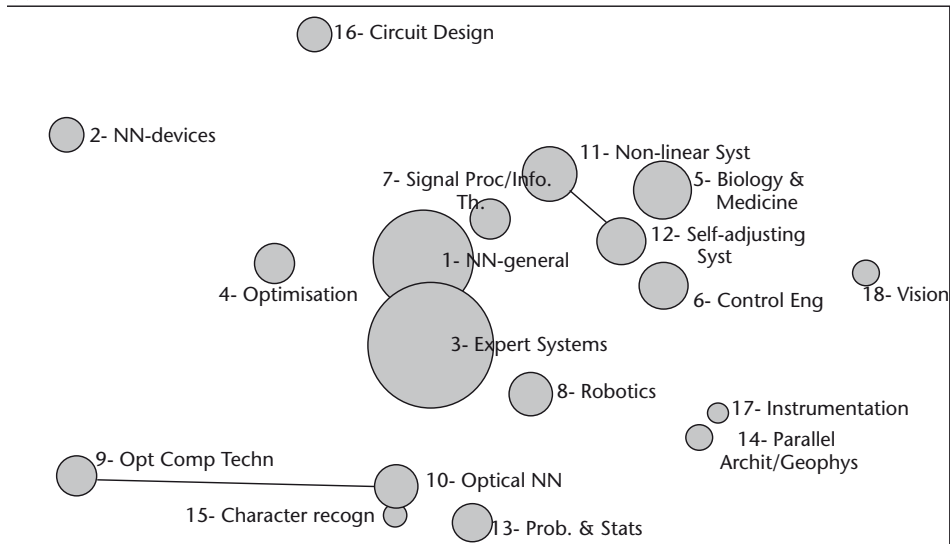 16- Circuit Design
2- NN-devices
11- Non-linear Syst
7- Signal Proc/Info.
Th.
5- Biology &
Medicine
12- Self-adjusting
Syst
1- NN-general
4- Optimisation
6- Control Eng
18- Vision
3- Expert Systems
8- Robotics
17- Instrumentation
14- Parallel
Archit/Geophys
9- Opt Comp Techn
10- Optical NN
15- Character recogn
13- Prob. & Stats